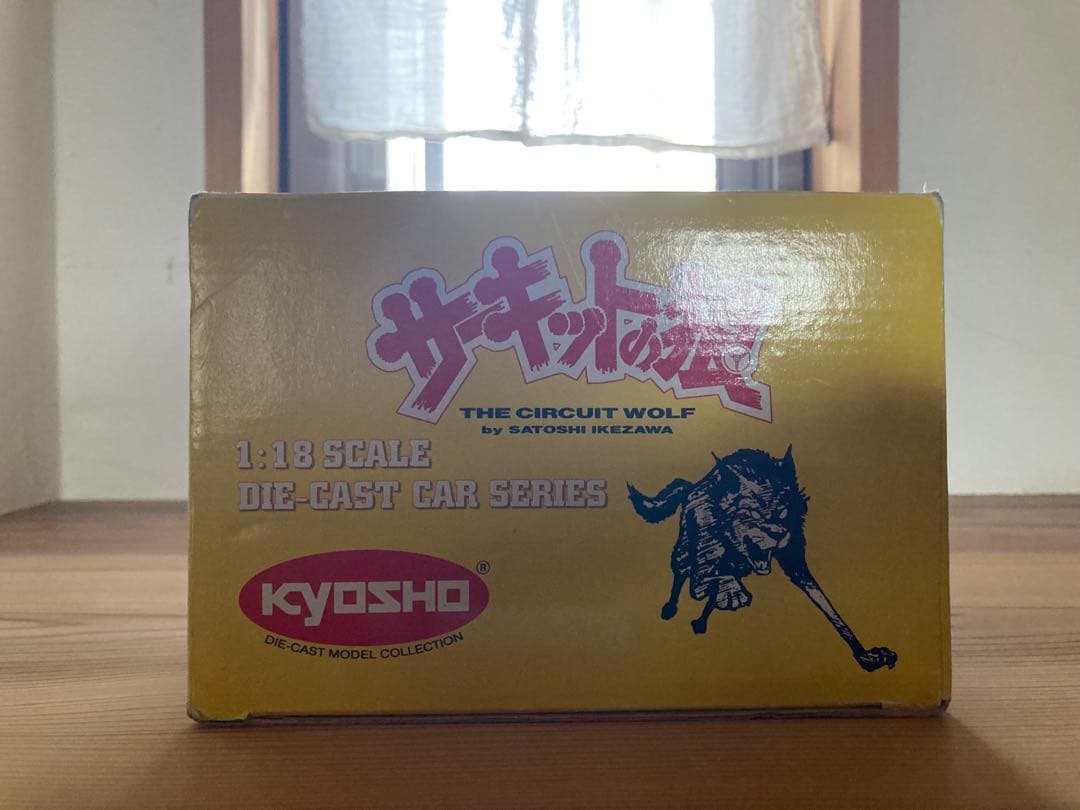 サーキットの狼
THE CIRCUIT WOLF
by SATOSHI IKEZAWA
1:18 SCALE
DIE-CAST CAR SERIES
KYOSHO ®
DIE-CAST MODEL COLLECTION